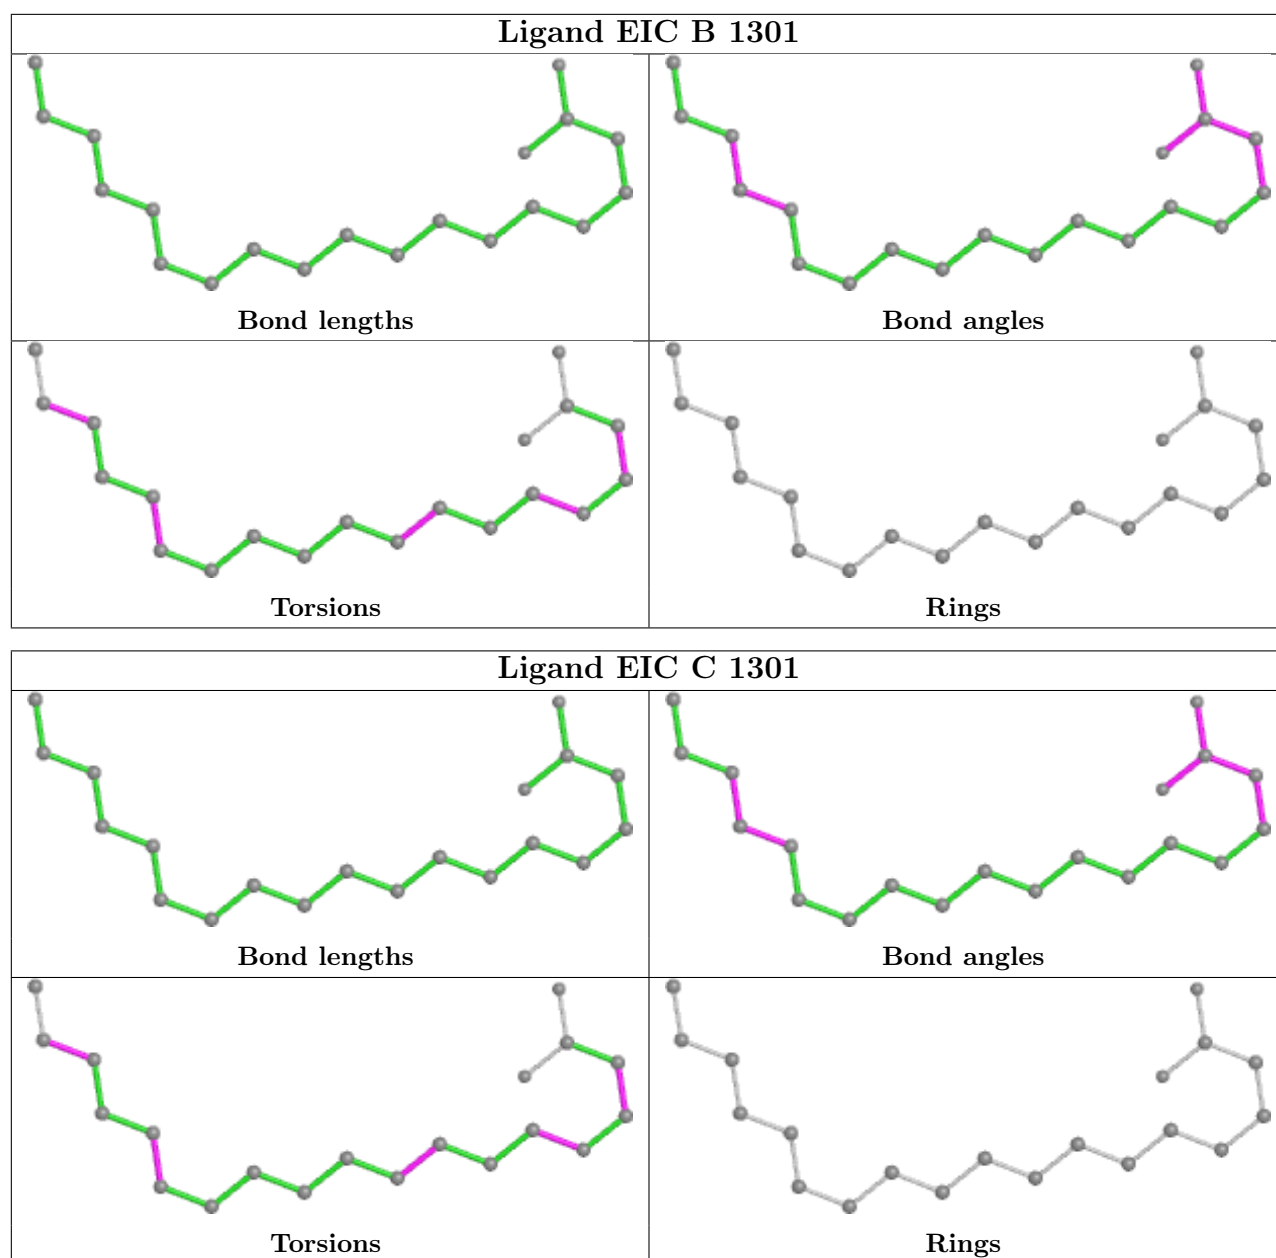 Ligand EIC B 1301
Bond lengths
Bond angles
Torsions
Rings
Ligand EIC C 1301
Bond lengths
Bond angles
Torsions
Rings